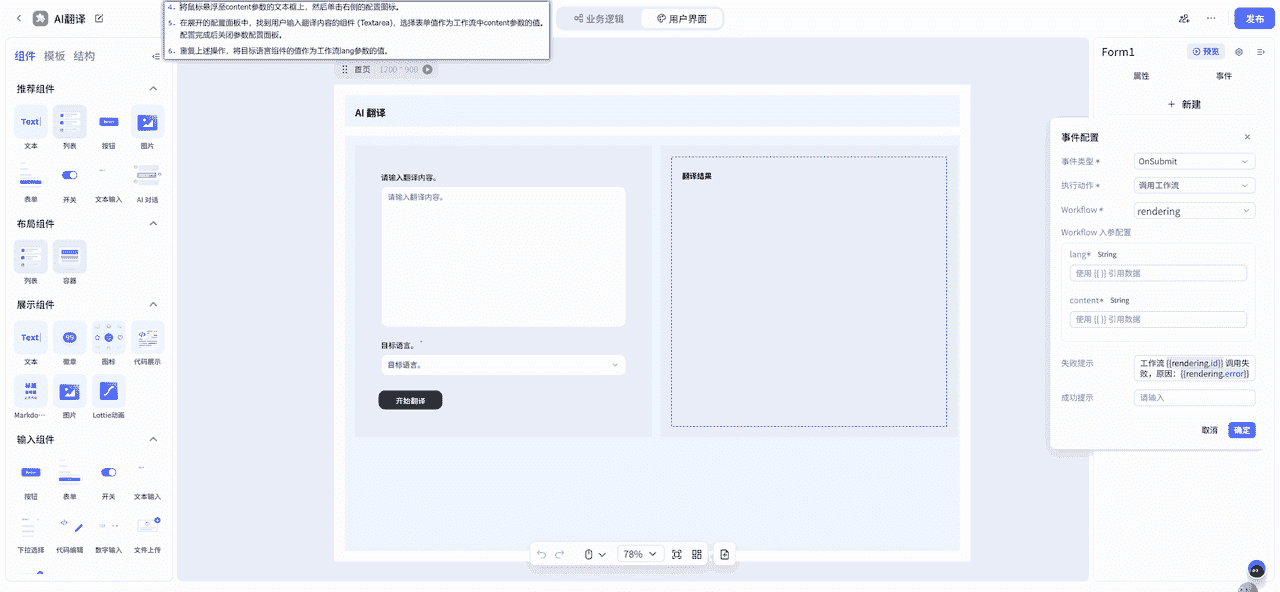 AI翻译
4. 将鼠标悬浮至content参数的文本框上，然后单击右侧的配置图标。
5. 在展开的配置面板中，找到用户输入翻译内容的组件 (Textarea)，选择表单值作为工作流中content参数的值。
配置完成后关闭参数配置面板。
6. 重复上述操作，将目标语言组件的值作为工作流lang参数的值。
业务逻辑
用户界面
发布
组件 模板 结构
推荐组件
Text
文本 列表 按钮 图片
表单 开关 文本输入 AI 对话
布局组件
列表 容器
展示组件
Text
文本 徽章 图标 代码展示
标题
Markdo··· 图片 Lottie动画
输入组件
按钮 表单 开关 文本输入
下拉选择 代码编辑 数字输入 文件上传
首页 1200 * 900
AI 翻译
请输入翻译内容。
请输入翻译内容。
目标语言。 *
目标语言。
开始翻译
翻译结果
78%
Form1
预览
属性 事件
+ 新建
事件配置
事件类型 * OnSubmit
执行动作 * 调用工作流
Workflow * rendering
Workflow 入参配置
lang* String
使用 {{ }} 引用数据
content* String
使用 {{ }} 引用数据
失败提示 工作流 {{rendering.id}} 调用失
败，原因：{{rendering.error}}
成功提示 请输入
取消 确定